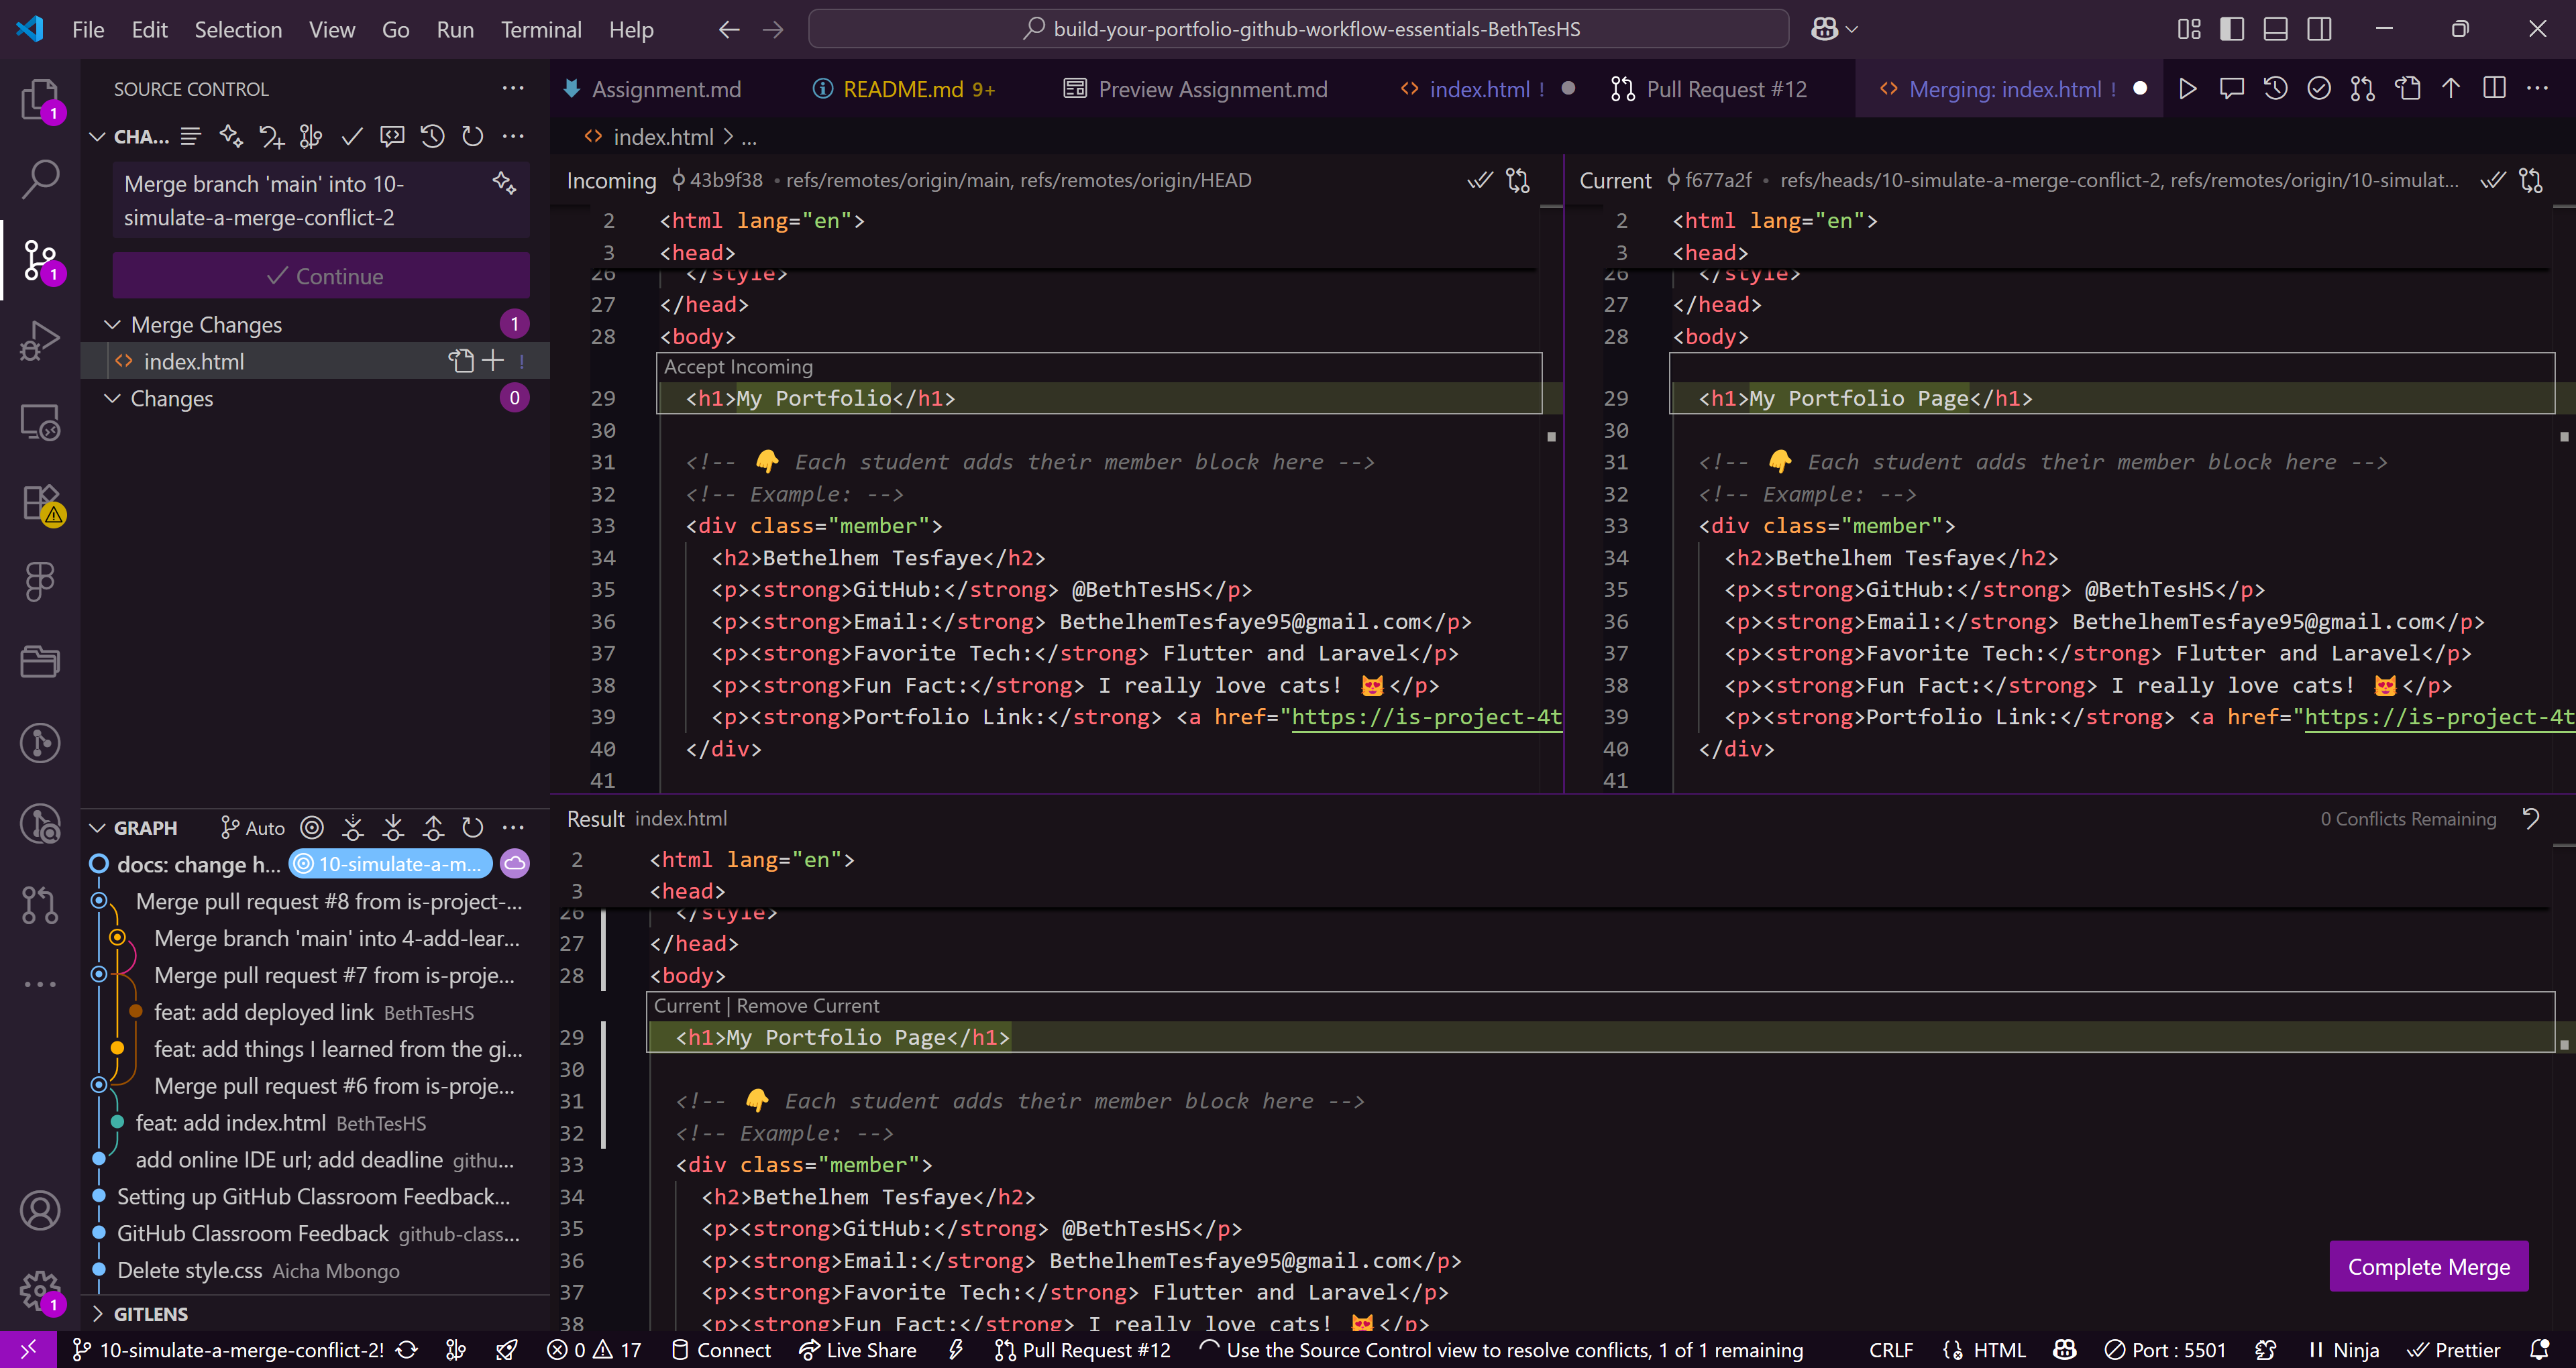 File Edit Selection View Go Run Terminal Help
build-your-portfolio-github-workflow-essentials-BethTesHS
SOURCE CONTROL
CHA...
Merge branch 'main' into 10-
simulate-a-merge-conflict-2
Continue
Merge Changes 1
index.html !
Changes 0
GRAPH Auto
docs: change h... 10-simulate-a-m...
Merge pull request #8 from is-project-...
Merge branch 'main' into 4-add-lear...
Merge pull request #7 from is-proje...
feat: add deployed link BethTesHS
feat: add things I learned from the gi...
Merge pull request #6 from is-proje...
feat: add index.html BethTesHS
add online IDE url; add deadline githu...
Setting up GitHub Classroom Feedback...
GitHub Classroom Feedback github-class...
Delete style.css Aicha Mbongo
GITLENS
1
1
1
Assignment.md README.md 9+ Preview Assignment.md index.html ! Pull Request #12 Merging: index.html !
index.html > ...
Incoming 43b9f38 • refs/remotes/origin/main, refs/remotes/origin/HEAD
2 <html lang="en">
3 <head>
26 </style>
27 </head>
28 <body>
Accept Incoming
29 <h1>My Portfolio</h1>
30
31 <!-- 👇 Each student adds their member block here -->
32 <!-- Example: -->
33 <div class="member">
34 <h2>Bethelhem Tesfaye</h2>
35 <p><strong>GitHub:</strong> @BethTesHS</p>
36 <p><strong>Email:</strong> BethelhemTesfaye95@gmail.com</p>
37 <p><strong>Favorite Tech:</strong> Flutter and Laravel</p>
38 <p><strong>Fun Fact:</strong> I really love cats! 😻</p>
39 <p><strong>Portfolio Link:</strong> <a href="https://is-project-4t
40 </div>
41
Current f677a2f • refs/heads/10-simulate-a-merge-conflict-2, refs/remotes/origin/10-simulat...
2 <html lang="en">
3 <head>
26 </style>
27 </head>
28 <body>
29 <h1>My Portfolio Page</h1>
30
31 <!-- 👇 Each student adds their member block here -->
32 <!-- Example: -->
33 <div class="member">
34 <h2>Bethelhem Tesfaye</h2>
35 <p><strong>GitHub:</strong> @BethTesHS</p>
36 <p><strong>Email:</strong> BethelhemTesfaye95@gmail.com</p>
37 <p><strong>Favorite Tech:</strong> Flutter and Laravel</p>
38 <p><strong>Fun Fact:</strong> I really love cats! 😻</p>
39 <p><strong>Portfolio Link:</strong> <a href="https://is-project-4t
40 </div>
41
Result index.html 0 Conflicts Remaining
2 <html lang="en">
3 <head>
26 </style>
27 </head>
28 <body>
Current | Remove Current
29 <h1>My Portfolio Page</h1>
30
31 <!-- 👇 Each student adds their member block here -->
32 <!-- Example: -->
33 <div class="member">
34 <h2>Bethelhem Tesfaye</h2>
35 <p><strong>GitHub:</strong> @BethTesHS</p>
36 <p><strong>Email:</strong> BethelhemTesfaye95@gmail.com</p>
37 <p><strong>Favorite Tech:</strong> Flutter and Laravel</p>
38 <p><strong>Fun Fact:</strong> I really love cats! 😻</p>
Complete Merge
10-simulate-a-merge-conflict-2! 0 17 Connect Live Share Pull Request #12 Use the Source Control view to resolve conflicts, 1 of 1 remaining CRLF HTML Port : 5501 Ninja Prettier